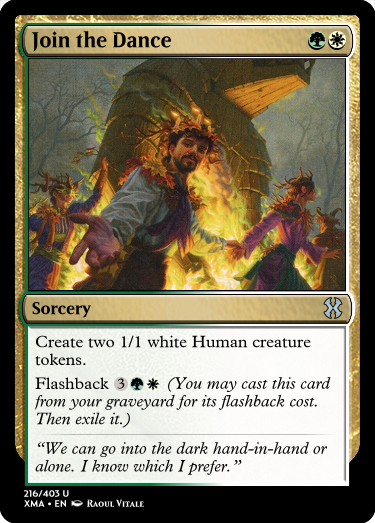 Join the Dance
Sorcery
Create two 1/1 white Human creature
tokens.
Flashback 3 (You may cast this card
from your graveyard for its flashback cost.
Then exile it.)
“We can go into the dark hand-in-hand or
alone. I know which I prefer.”
216/403 U
XMA • EN Raoul Vitale